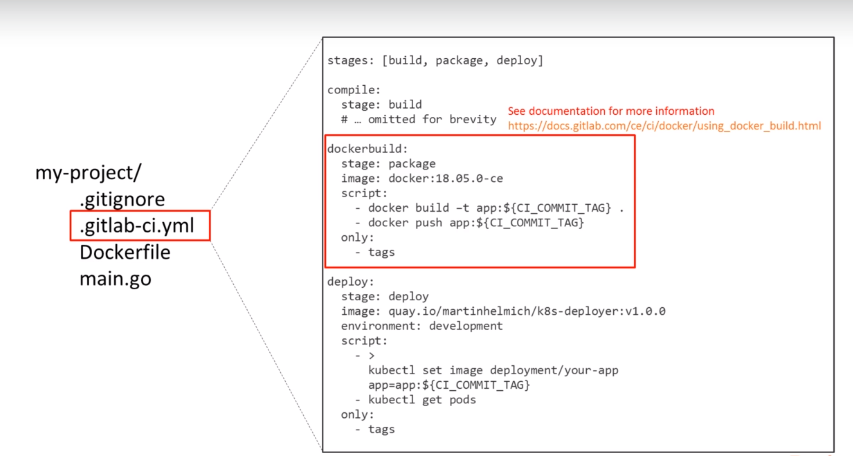 my-project/
.gitignore
.gitlab-ci.yml
Dockerfile
main.go
stages: [build, package, deploy]
compile:
stage: build
# … omitted for brevity
See documentation for more information
https://docs.gitlab.com/ce/ci/docker/using_docker_build.html
dockerbuild:
stage: package
image: docker:18.05.0-ce
script:
- docker build –t app:${CI_COMMIT_TAG} .
- docker push app:${CI_COMMIT_TAG}
only:
- tags
deploy:
stage: deploy
image: quay.io/martinhelmich/k8s-deployer:v1.0.0
environment: development
script:
- >
kubectl set image deployment/your-app
app=app:${CI_COMMIT_TAG}
- kubectl get pods
only:
- tags